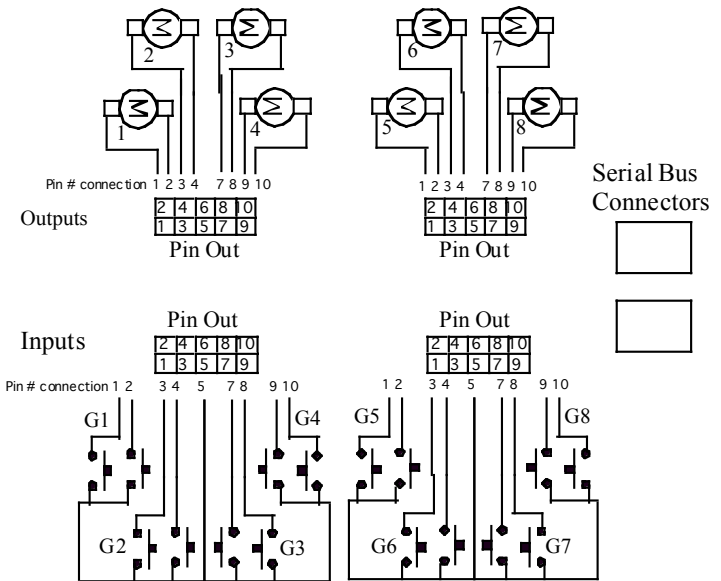 2 3 6 7
1 4 5 8
Pin # connection 1 2 3 4 7 8 9 10 1 2 3 4 7 8 9 10
Serial Bus
Connectors
Outputs
2 4 6 8 10 2 4 6 8 10
1 3 5 7 9 1 3 5 7 9
Pin Out Pin Out
Pin Out Pin Out
Inputs
2 4 6 8 10 2 4 6 8 10
1 3 5 7 9 1 3 5 7 9
Pin # connection 1 2 3 4 5 7 8 9 10 1 2 3 4 5 7 8 9 10
G1 G4 G5 G8
G2 G3 G6 G7